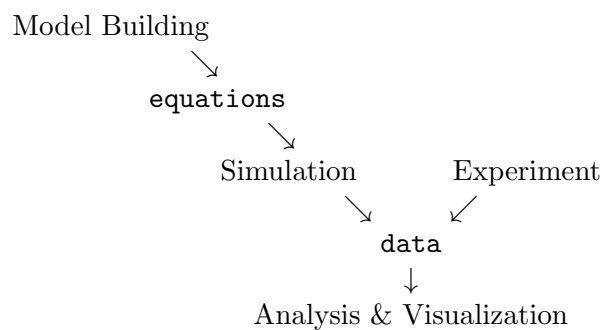 Model Building
equations
Simulation Experiment
data
Analysis & Visualization